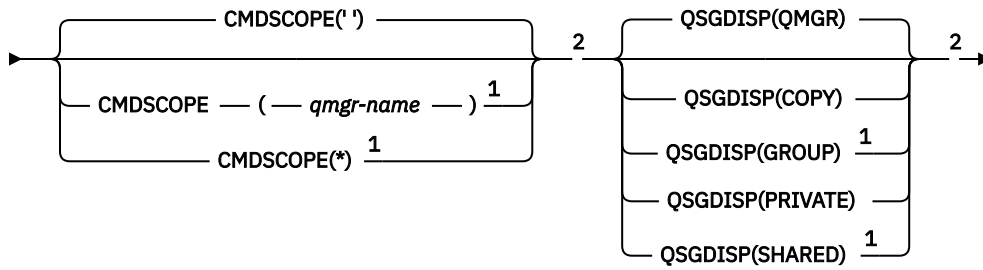 CMDSCOPE(' ')
2
CMDSCOPE ( qmgr-name ) 1
CMDSCOPE(*) 1
QSGDISP(QMGR)
2
QSGDISP(COPY)
QSGDISP(GROUP) 1
QSGDISP(PRIVATE)
QSGDISP(SHARED) 1